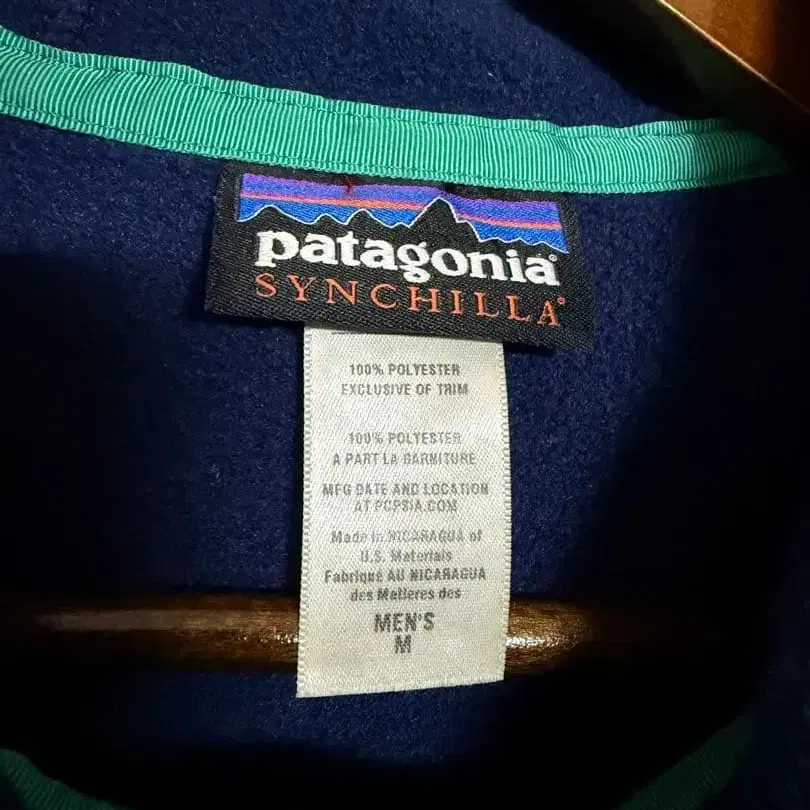 patagonia®
SYNCHILLA®
100% POLYESTER
EXCLUSIVE OF TRIM
100% POLYESTER
A PART LA GARNITURE
MFG DATE AND LOCATION
AT PCPSIA.COM
Made in NICARAGUA of
U.S. Materials
Fabriqué AU NICARAGUA
des Matieres des
MEN'S
M